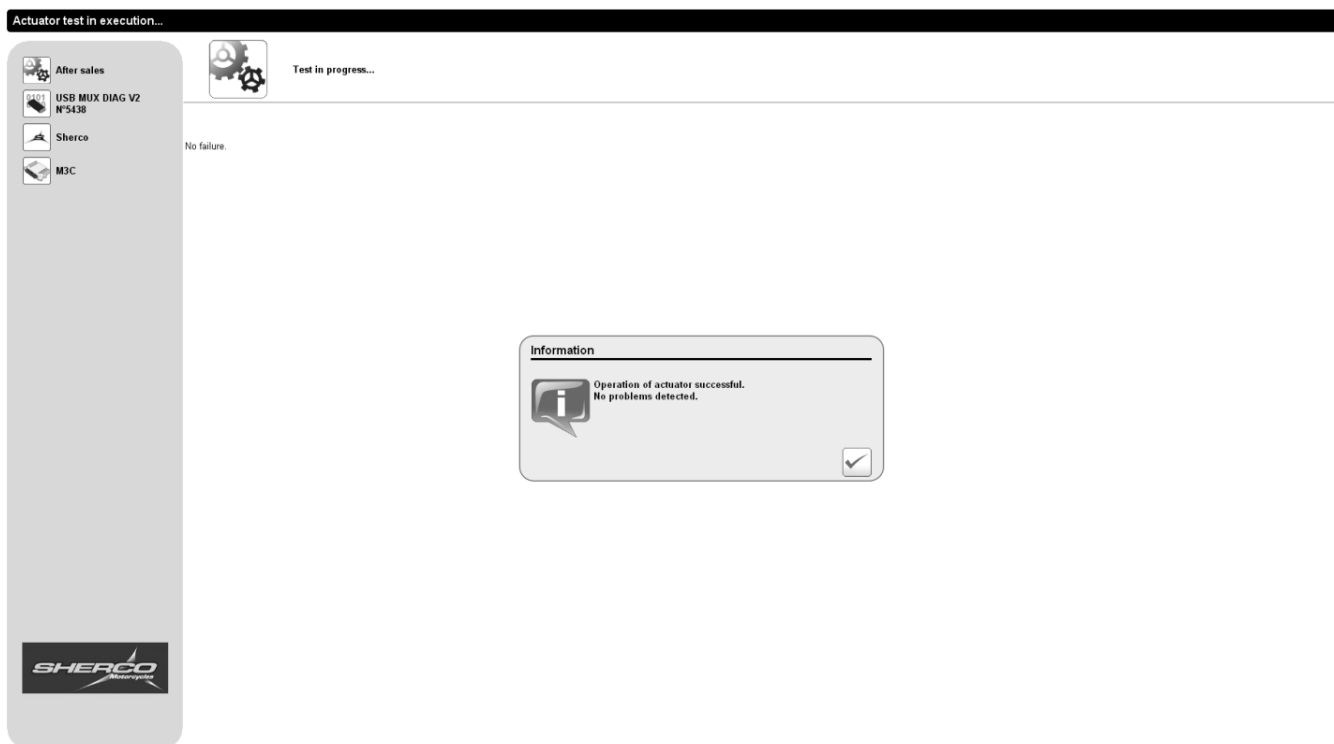 Actuator test in execution...
After sales
USB MUX DIAG V2
N°5438
Sherco
M3C
Test in progress...
No failure.
Information
Operation of actuator successful.
No problems detected.
SHERCO
Motorcycles